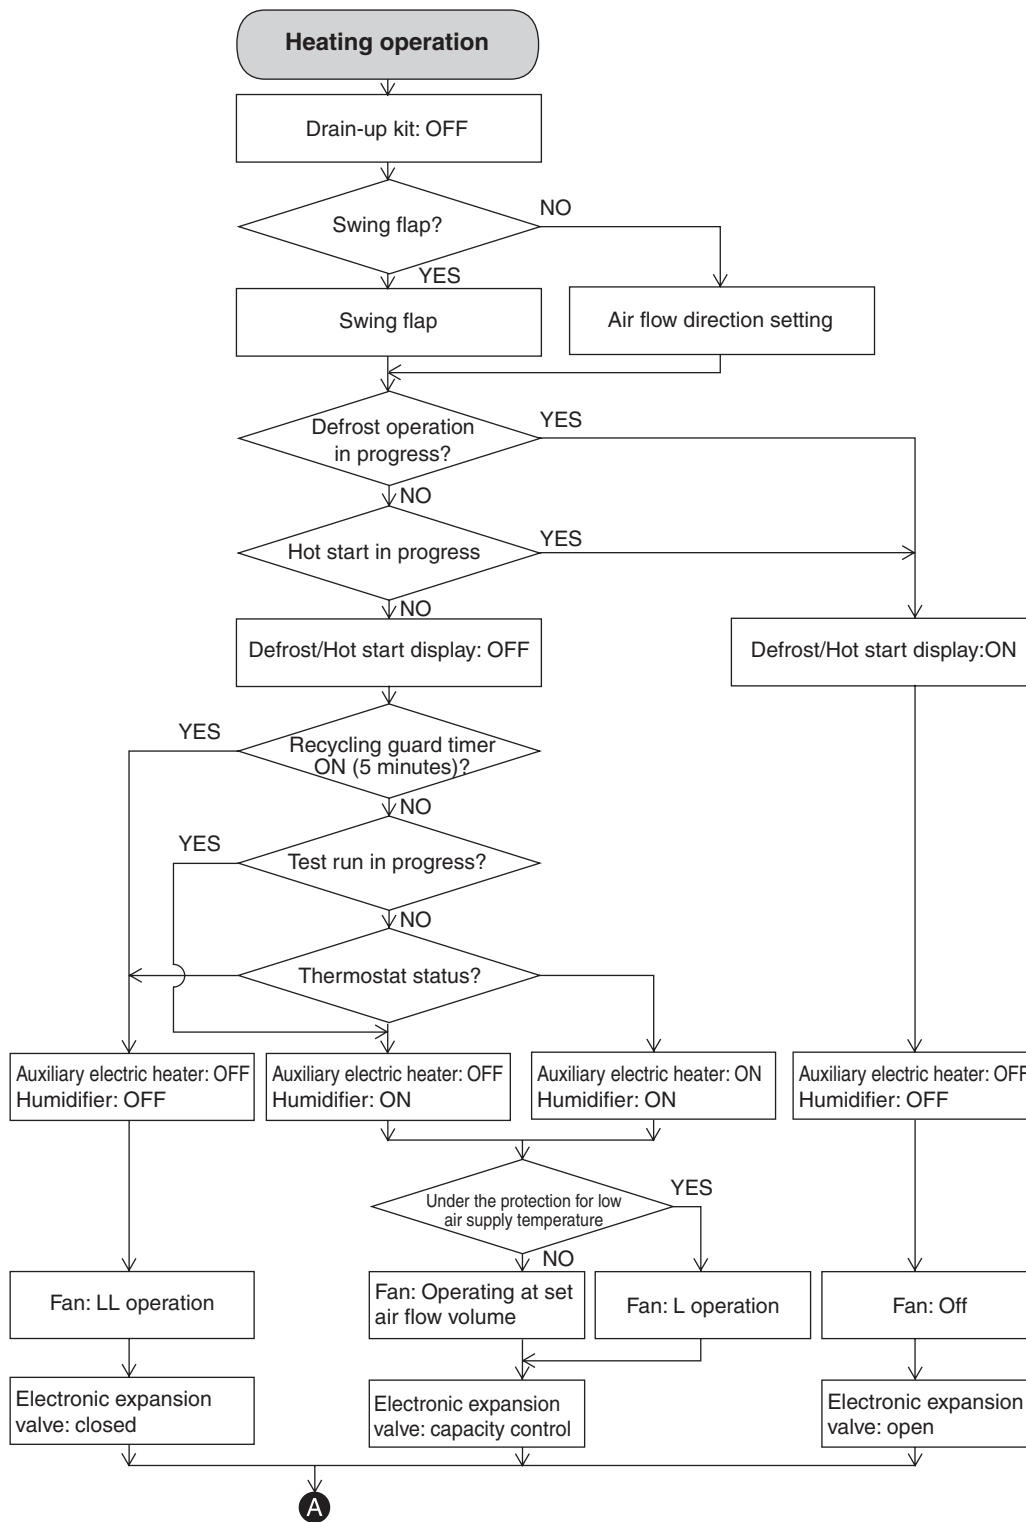 Heating operation
Drain-up kit: OFF
Swing flap?
NO
YES
Swing flap
Air flow direction setting
Defrost operation
in progress?
YES
NO
Hot start in progress
YES
NO
Defrost/Hot start display: OFF
Defrost/Hot start display:ON
YES
Recycling guard timer
ON (5 minutes)?
NO
YES
Test run in progress?
NO
Thermostat status?
Auxiliary electric heater: OFF
Humidifier: OFF
Auxiliary electric heater: OFF
Humidifier: ON
Auxiliary electric heater: ON
Humidifier: ON
Auxiliary electric heater: OFF
Humidifier: OFF
Under the protection for low
air supply temperature
YES
NO
Fan: LL operation
Fan: Operating at set
air flow volume
Fan: L operation
Fan: Off
Electronic expansion
valve: closed
Electronic expansion
valve: capacity control
Electronic expansion
valve: open
A